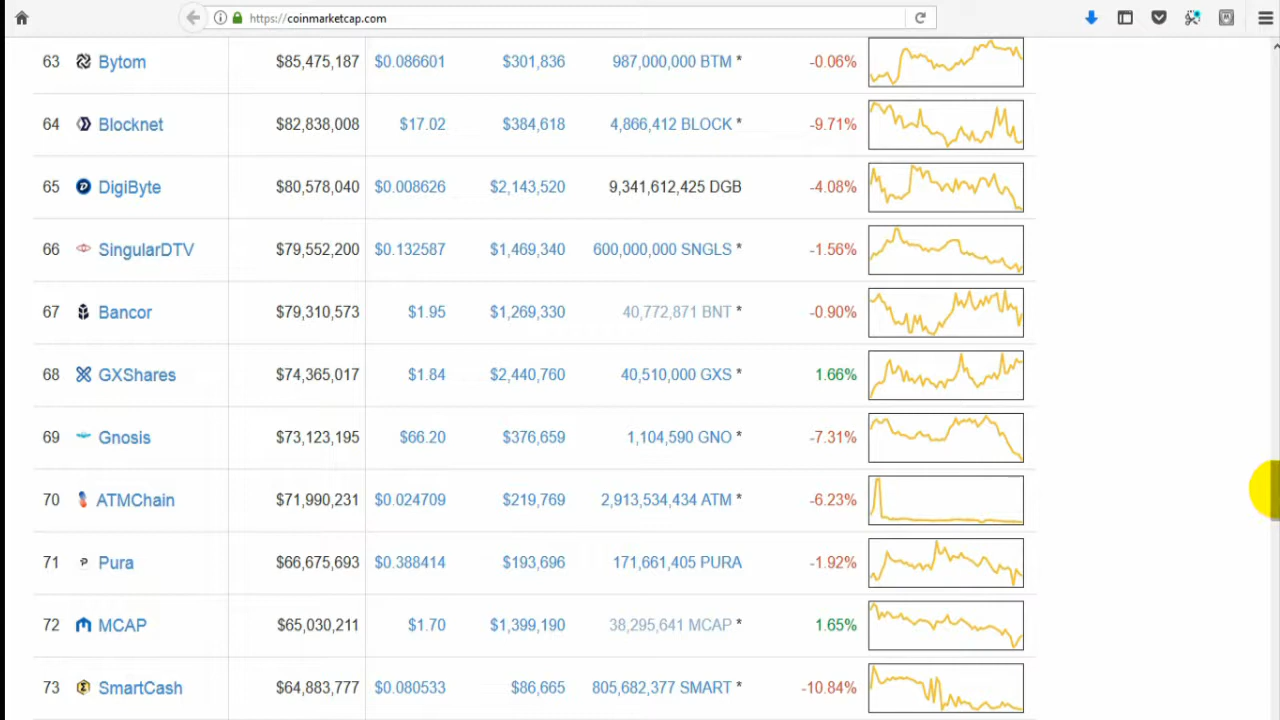 https://coinmarketcap.com
63 Bytom $85,475,187 $0.086601 $301,836 987,000,000 BTM * -0.06%
64 Blocknet $82,838,008 $17.02 $384,618 4,866,412 BLOCK * -9.71%
65 DigiByte $80,578,040 $0.008626 $2,143,520 9,341,612,425 DGB -4.08%
66 SingularDTV $79,552,200 $0.132587 $1,469,340 600,000,000 SNGLS * -1.56%
67 Bancor $79,310,573 $1.95 $1,269,330 40,772,871 BNT * -0.90%
68 GXShares $74,365,017 $1.84 $2,440,760 40,510,000 GXS * 1.66%
69 Gnosis $73,123,195 $66.20 $376,659 1,104,590 GNO * -7.31%
70 ATMChain $71,990,231 $0.024709 $219,769 2,913,534,434 ATM * -6.23%
71 Pura $66,675,693 $0.388414 $193,696 171,661,405 PURA -1.92%
72 MCAP $65,030,211 $1.70 $1,399,190 38,295,641 MCAP * 1.65%
73 SmartCash $64,883,777 $0.080533 $86,665 805,682,377 SMART * -10.84%